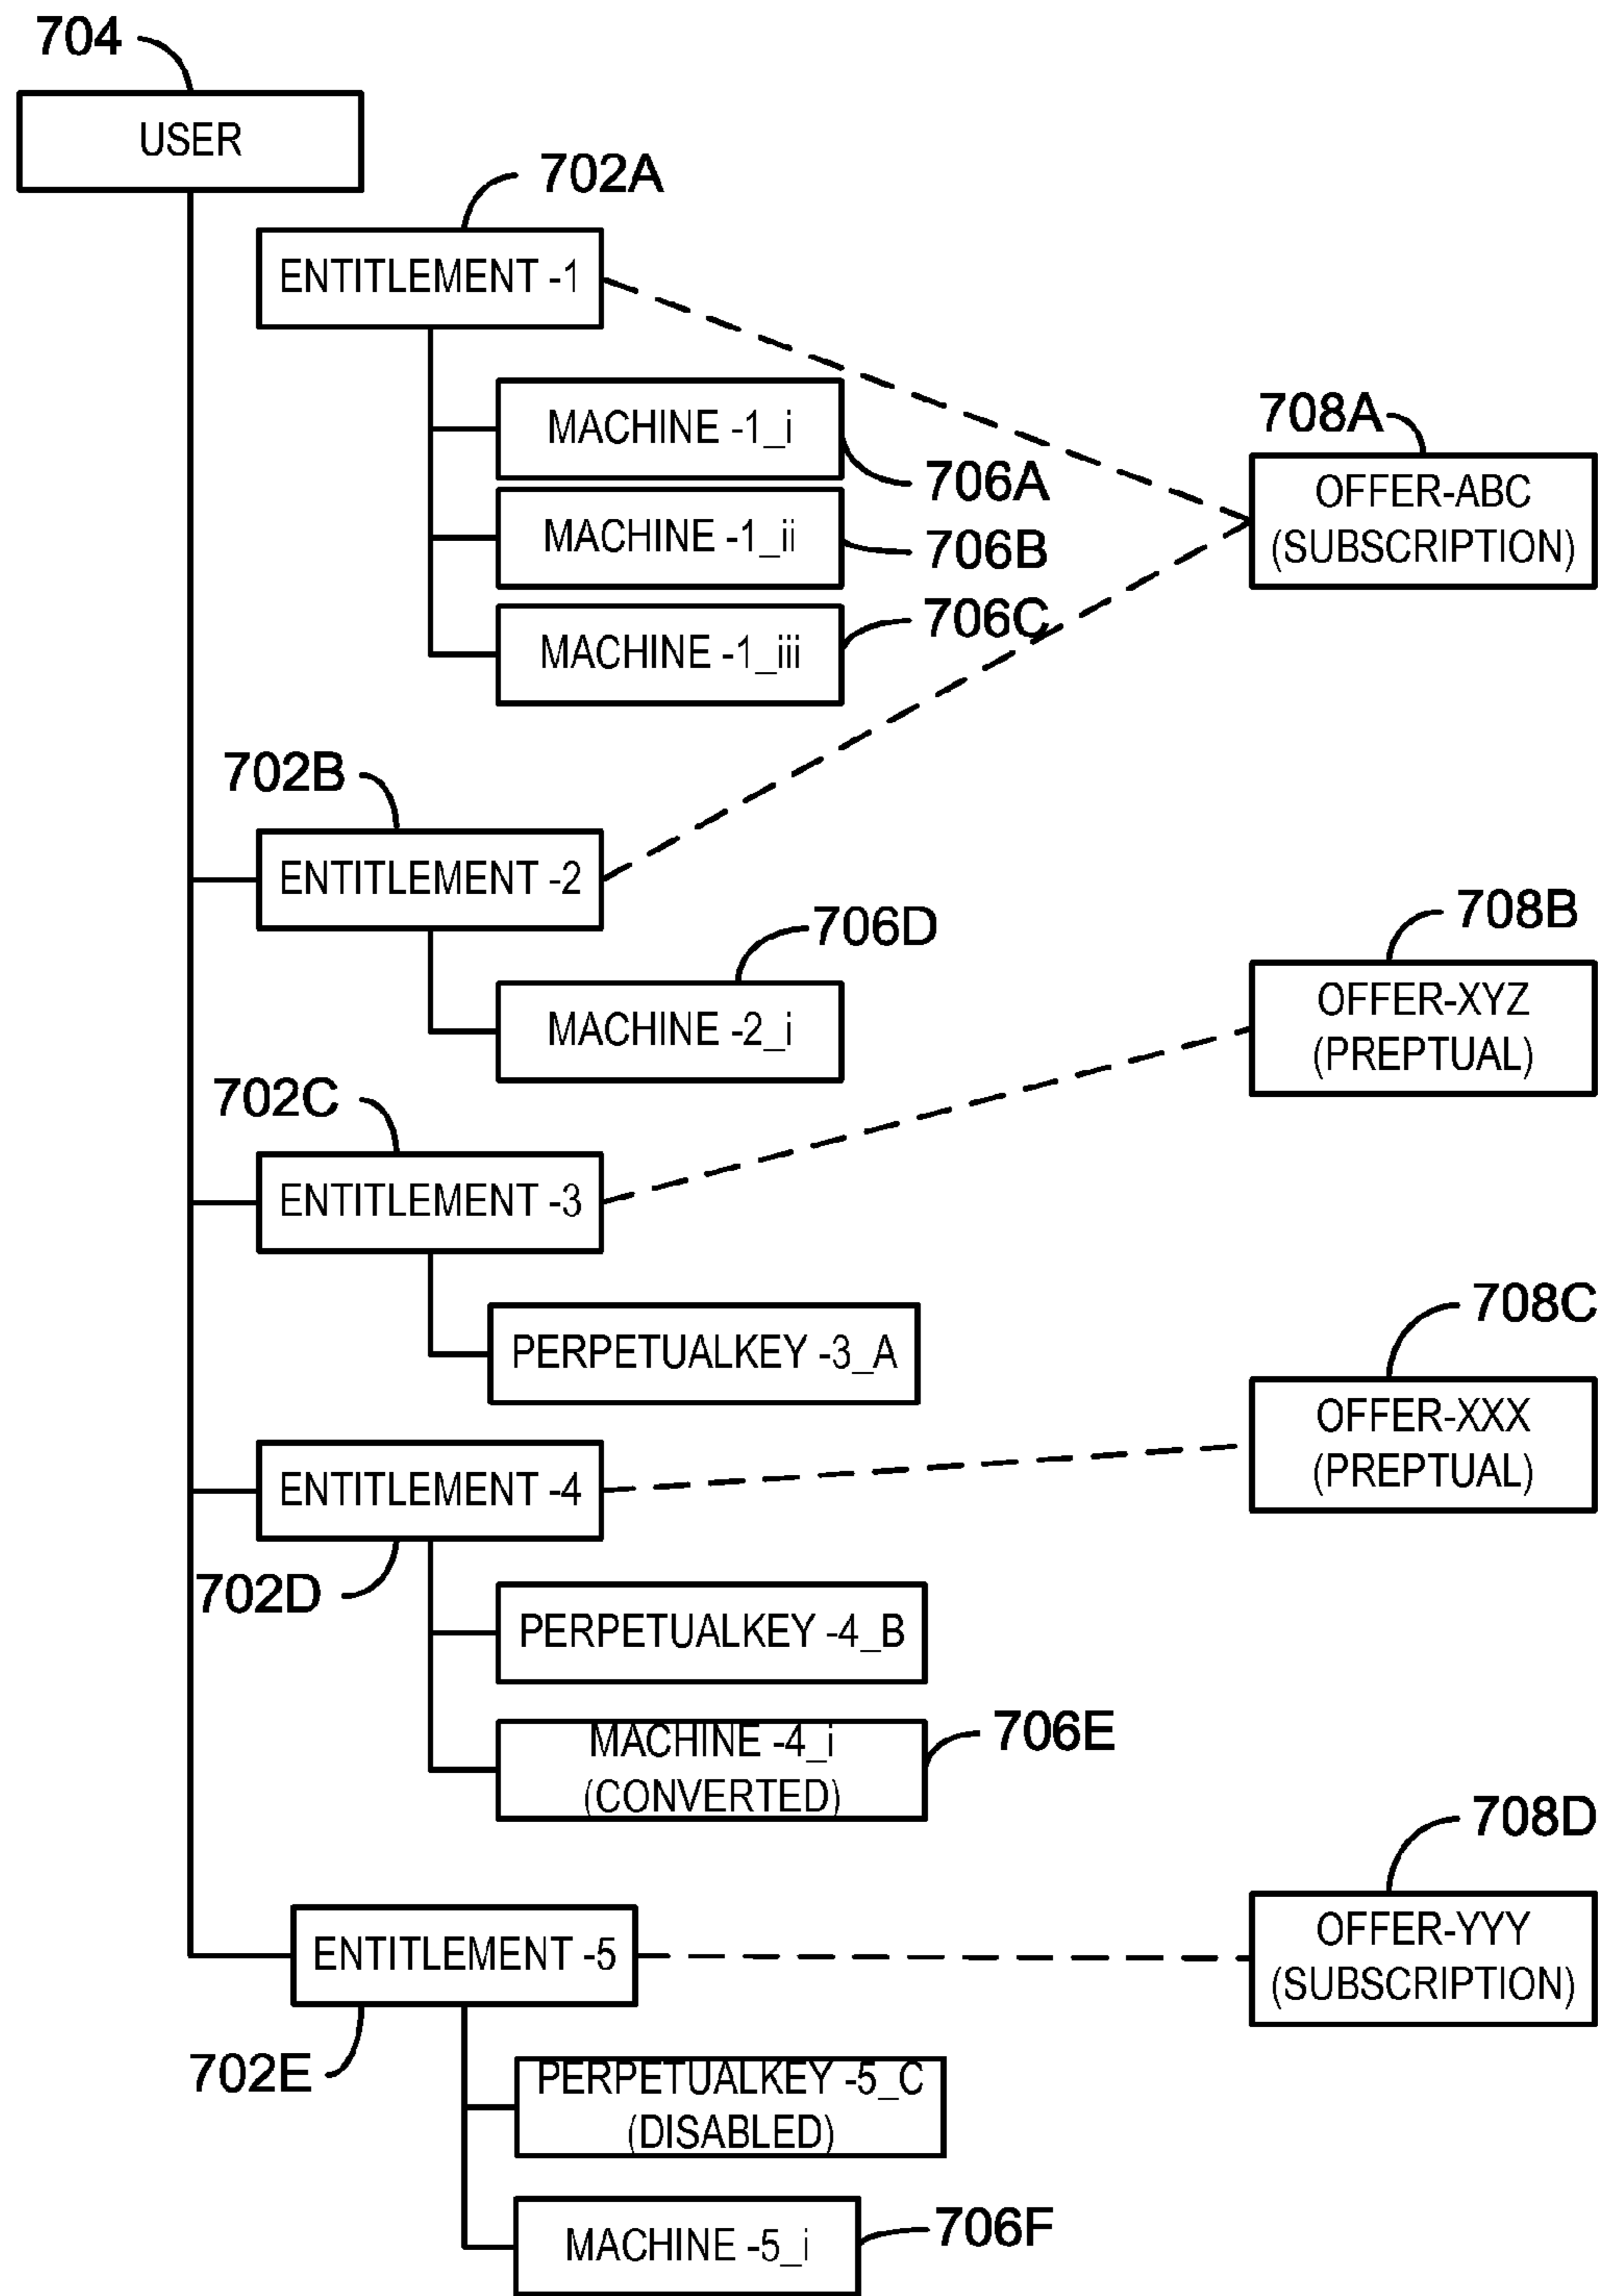 704
USER
702A
ENTITLEMENT -1
MACHINE -1_i
706A
MACHINE -1_ii
706B
MACHINE -1_iii
706C
708A
OFFER-ABC
(SUBSCRIPTION)
702B
ENTITLEMENT -2
706D
MACHINE -2_i
708B
OFFER-XYZ
(PREPTUAL)
702C
ENTITLEMENT -3
PERPETUALKEY -3_A
708C
OFFER-XXX
(PREPTUAL)
ENTITLEMENT -4
702D
PERPETUALKEY -4_B
MACHINE -4_i
(CONVERTED)
706E
708D
OFFER-YYY
(SUBSCRIPTION)
ENTITLEMENT -5
702E
PERPETUALKEY -5_C
(DISABLED)
MACHINE -5_i
706F